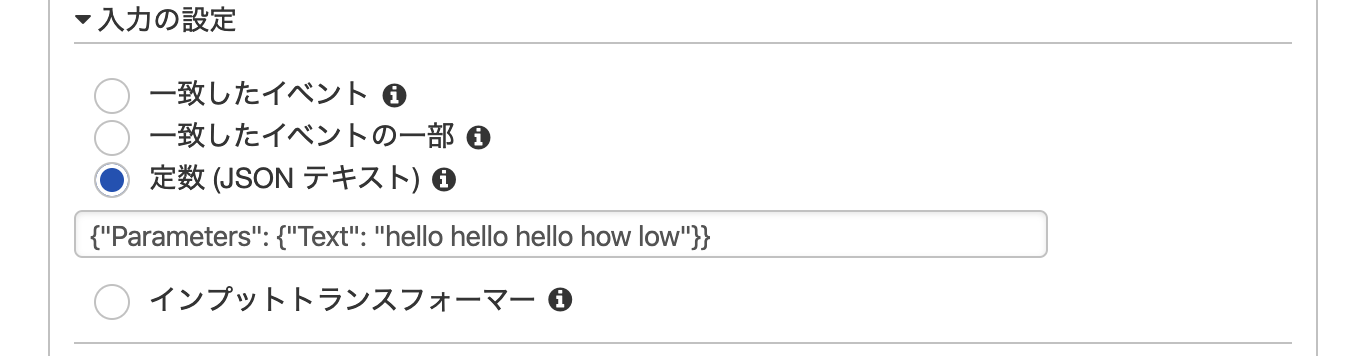 入力の設定
一致したイベント
一致したイベントの一部
定数 (JSON テキスト)
{"Parameters": {"Text": "hello hello hello how low"}}
インプットトランスフォーマー